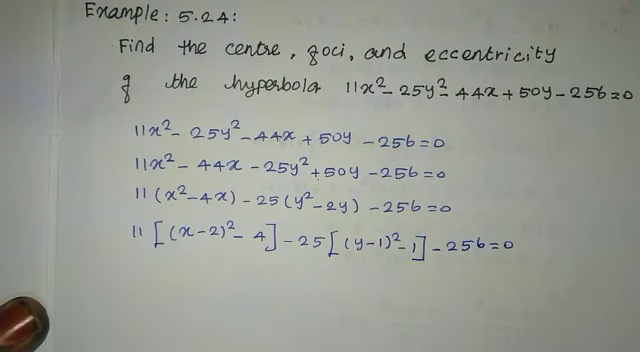 Example: 5.24:
Find the centre, foci, and eccentricity
of the hyperbola 11x² - 25y² - 44x + 50y - 256 = 0
11x² - 25y² - 44x + 50y - 256 = 0
11x² - 44x - 25y² + 50y - 256 = 0
11 (x² - 4x) - 25 (y² - 2y) - 256 = 0
11 [(x-2)² - 4] - 25 [(y-1)² - 1] - 256 = 0